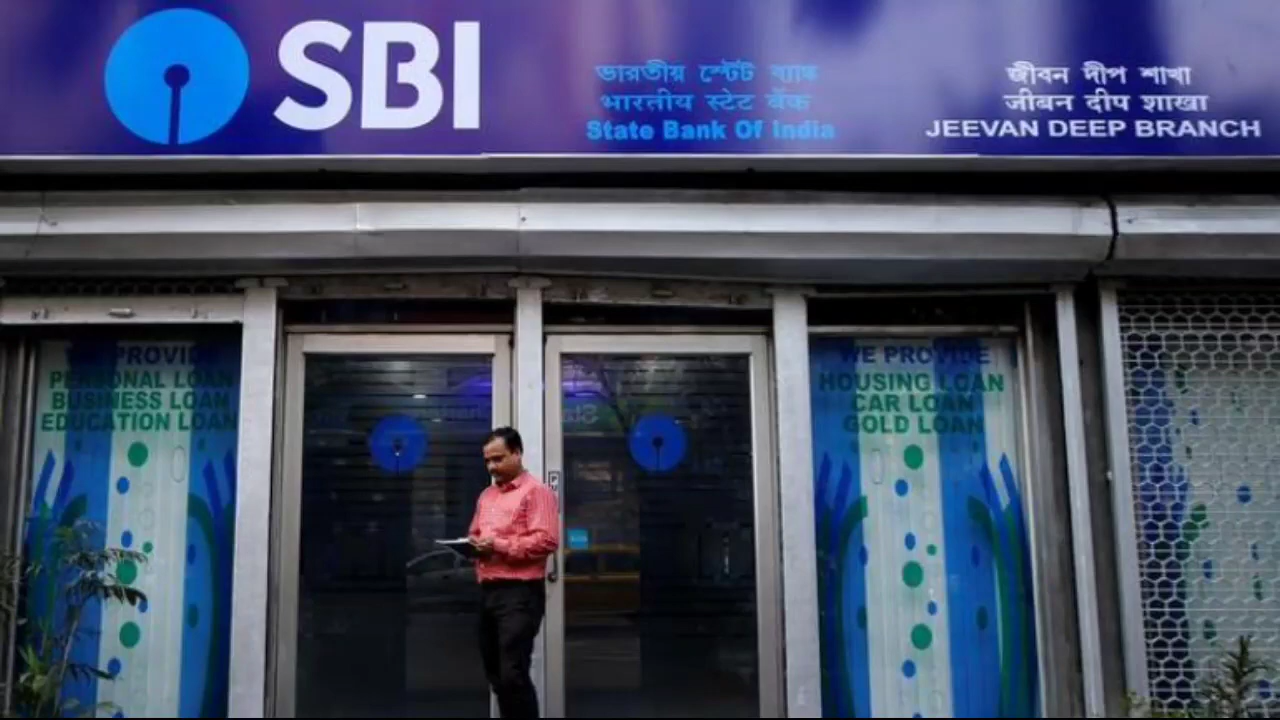 SBI
ভারতীয় স্টেট ব্যাঙ্ক
भारतीय स्टेट बैंक
State Bank Of India
জীবন দীপ শাখা
जीवन दीप शाखा
JEEVAN DEEP BRANCH
WE PROVIDE
PERSONAL LOAN
BUSINESS LOAN
EDUCATION LOAN
WE PROVIDE
HOUSING LOAN
CAR LOAN
GOLD LOAN